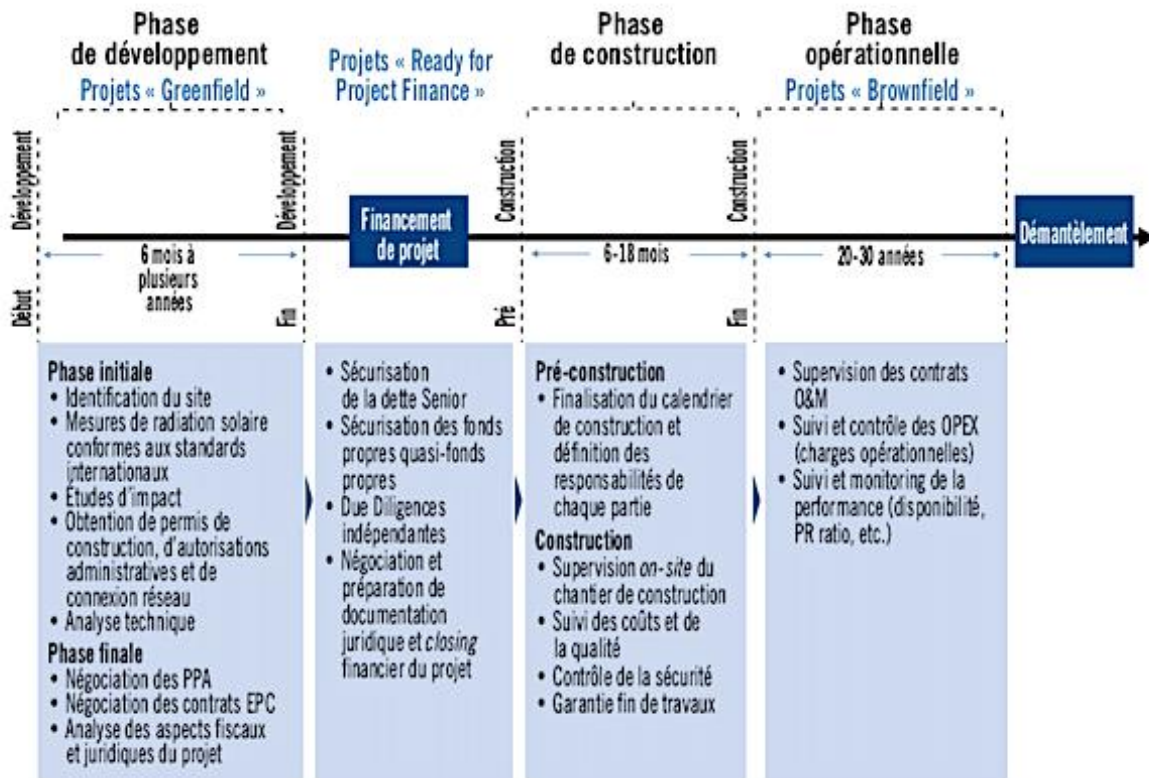 Phase
de développement
Projets « Greenfield »
Projets « Ready for
Project Finance »
Phase
de construction
Phase
opérationnelle
Projets « Brownfield »
Développement
Développement
Construction
Construction
Financement
de projet
Démantèlement
6 mois à
plusieurs
années
6-18 mois
20-30 années
Début
Fin
Pré
Fin
Phase initiale
• Identification du site
• Mesures de radiation solaire
conformes aux standards
internationaux
• Études d'impact
• Obtention de permis de
construction, d'autorisations
administratives et de
connexion réseau
• Analyse technique
Phase finale
• Négociation des PPA
• Négociation des contrats EPC
• Analyse des aspects fiscaux
et juridiques du projet
• Sécurisation
de la dette Senior
• Sécurisation des fonds
propres quasi-fonds
propres
• Due Diligences
indépendantes
• Négociation et
préparation de
documentation
juridique et closing
financier du projet
Pré-construction
• Finalisation du calendrier
de construction et
définition des
responsabilités de
chaque partie
Construction
• Supervision on-site du
chantier de construction
• Suivi des coûts et de
la qualité
• Contrôle de la sécurité
• Garantie fin de travaux
• Supervision des contrats
O&M
• Suivi et contrôle des OPEX
(charges opérationnelles)
• Suivi et monitoring de la
performance (disponibilité,
PR ratio, etc.)